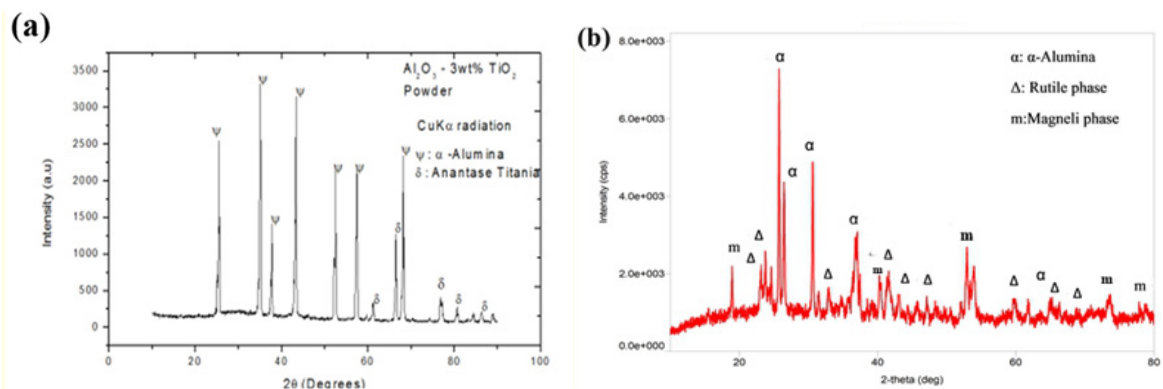 (a)
3500
3000
2500
2000
1500
1000
500
0
Intensity (a.u)
0 20 40 60 80 100
2θ (Degrees)
Al₂O₃ - 3wt% TiO₂
Powder
CuKα radiation
ψ : α -Alumina
δ : Anantase Titania
ψ ψ ψ ψ ψ ψ ψ ψ
δ δ δ δ δ
(b)
8.0e+003
6.0e+003
4.0e+003
2.0e+003
0.0e+000
Intensity (cps)
20 40 60 80
2-theta (deg)
α: α-Alumina
Δ: Rutile phase
m:Magneli phase
m Δ Δ α α α Δ α m Δ Δ Δ m Δ α Δ Δ m m